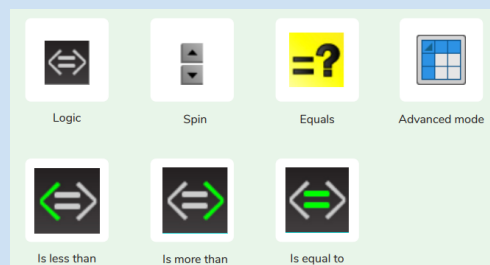 Logic
Spin
=?
Equals
Advanced mode
Is less than
Is more than
Is equal to